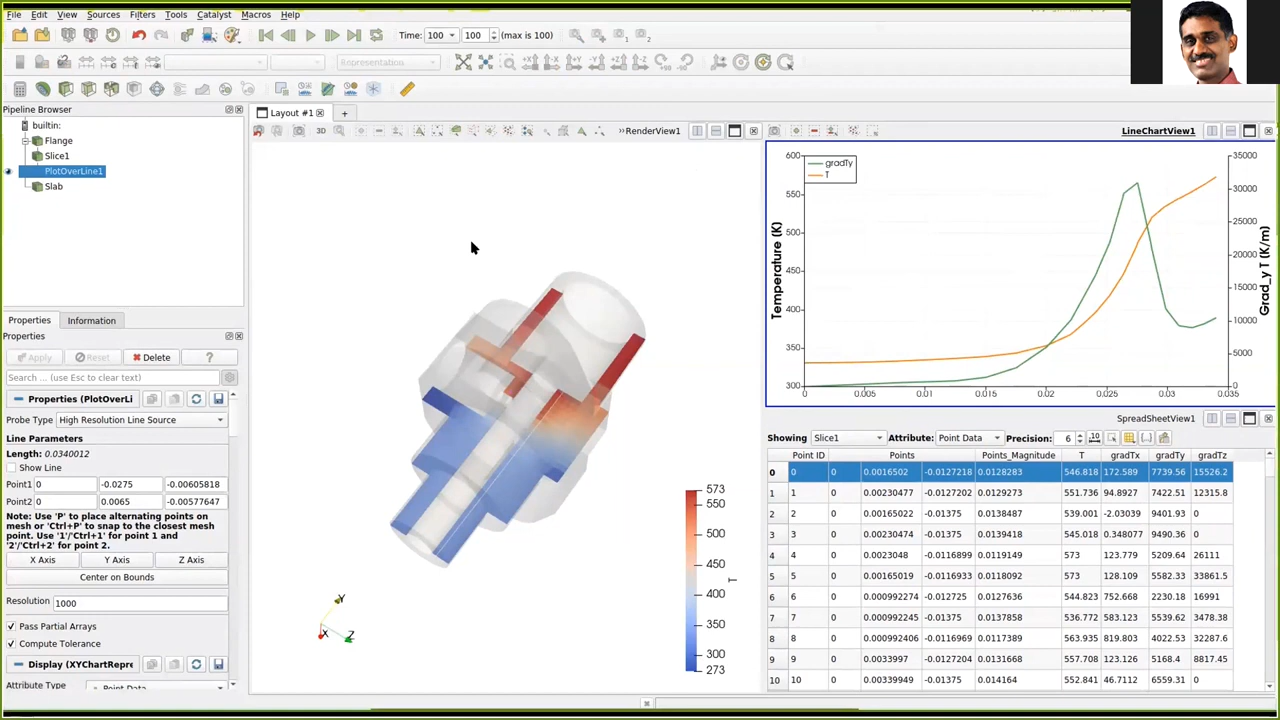 File Edit View Sources Filters Tools Catalyst Macros Help
Time: 100 100 (max is 100)
Representation
Pipeline Browser
builtin:
Flange
Slice1
PlotOverLine1
Slab
Properties Information
Properties
Apply Reset Delete ?
Search ... (use Esc to clear text)
Properties (PlotOverLi
Probe Type High Resolution Line Source
Line Parameters
Length: 0.0340012
Show Line
Point1 0 -0.0275 -0.00605818
Point2 0 0.0065 -0.00577647
Note: Use 'P' to place alternating points on
mesh or 'Ctrl+P' to snap to the closest mesh
point. Use '1'/'Ctrl+1' for point 1 and
'2'/'Ctrl+2' for point 2.
X Axis Y Axis Z Axis
Center on Bounds
Resolution 1000
Pass Partial Arrays
Compute Tolerance
Display (XYChartRepre
Attribute Type Point Data
Layout #1 +
3D RenderView1
Y
X
Z
573
550
500
450
400
350
300
273
T
LineChartView1
gradTy
T
Temperature (K)
600
550
500
450
400
350
300
0 0.005 0.01 0.015 0.02 0.025 0.03 0.035
35000
30000
25000
20000
15000
10000
5000
0
Grad_y T (K/m)
SpreadSheetView1
Showing Slice1 Attribute: Point Data Precision: 6
Point ID Points Points_Magnitude T gradTx gradTy gradTz
0 0 0 0.0016502 -0.0127218 0.0128283 546.818 172.589 7739.56 15526.2
1 1 0 0.00230477 -0.0127202 0.0129273 551.736 94.8927 7422.51 12315.8
2 2 0 0.00165022 -0.01375 0.0138487 539.001 -2.03039 9401.93 0
3 3 0 0.00230474 -0.01375 0.0139418 545.018 0.348077 9490.36 0
4 4 0 0.0023048 -0.0116899 0.0119149 573 123.779 5209.64 26111
5 5 0 0.00165019 -0.0116933 0.0118092 573 128.109 5582.33 33861.5
6 6 0 0.000992274 -0.0127251 0.0127636 544.823 752.668 2230.18 16991
7 7 0 0.000992245 -0.01375 0.0137858 536.772 583.123 5539.62 3478.38
8 8 0 0.000992406 -0.0116969 0.0117389 563.935 819.803 4022.53 32287.6
9 9 0 0.0033997 -0.0127204 0.0131668 557.708 123.126 5168.4 8817.45
10 10 0 0.00339949 -0.01375 0.014164 552.841 46.7112 6559.31 0